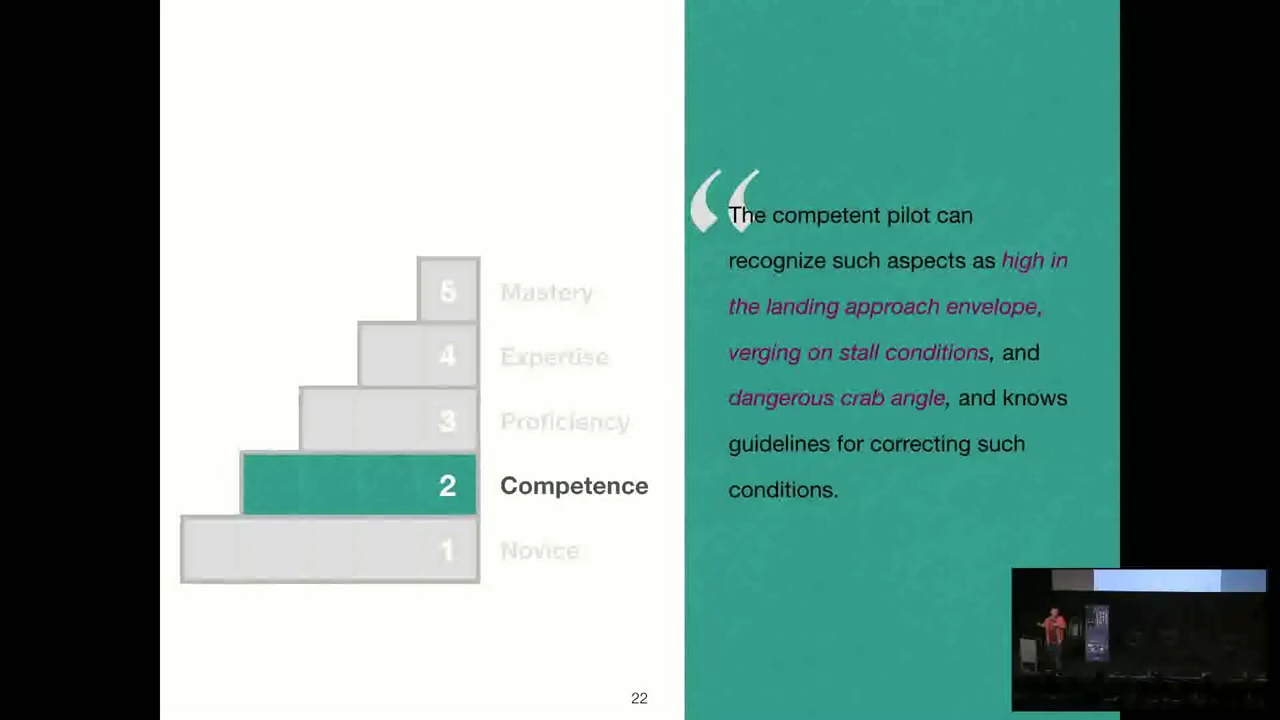 5 Mastery
4 Expertise
3 Proficiency
2 Competence
1 Novice
“
The competent pilot can
recognize such aspects as high in
the landing approach envelope,
verging on stall conditions, and
dangerous crab angle, and knows
guidelines for correcting such
conditions.
22